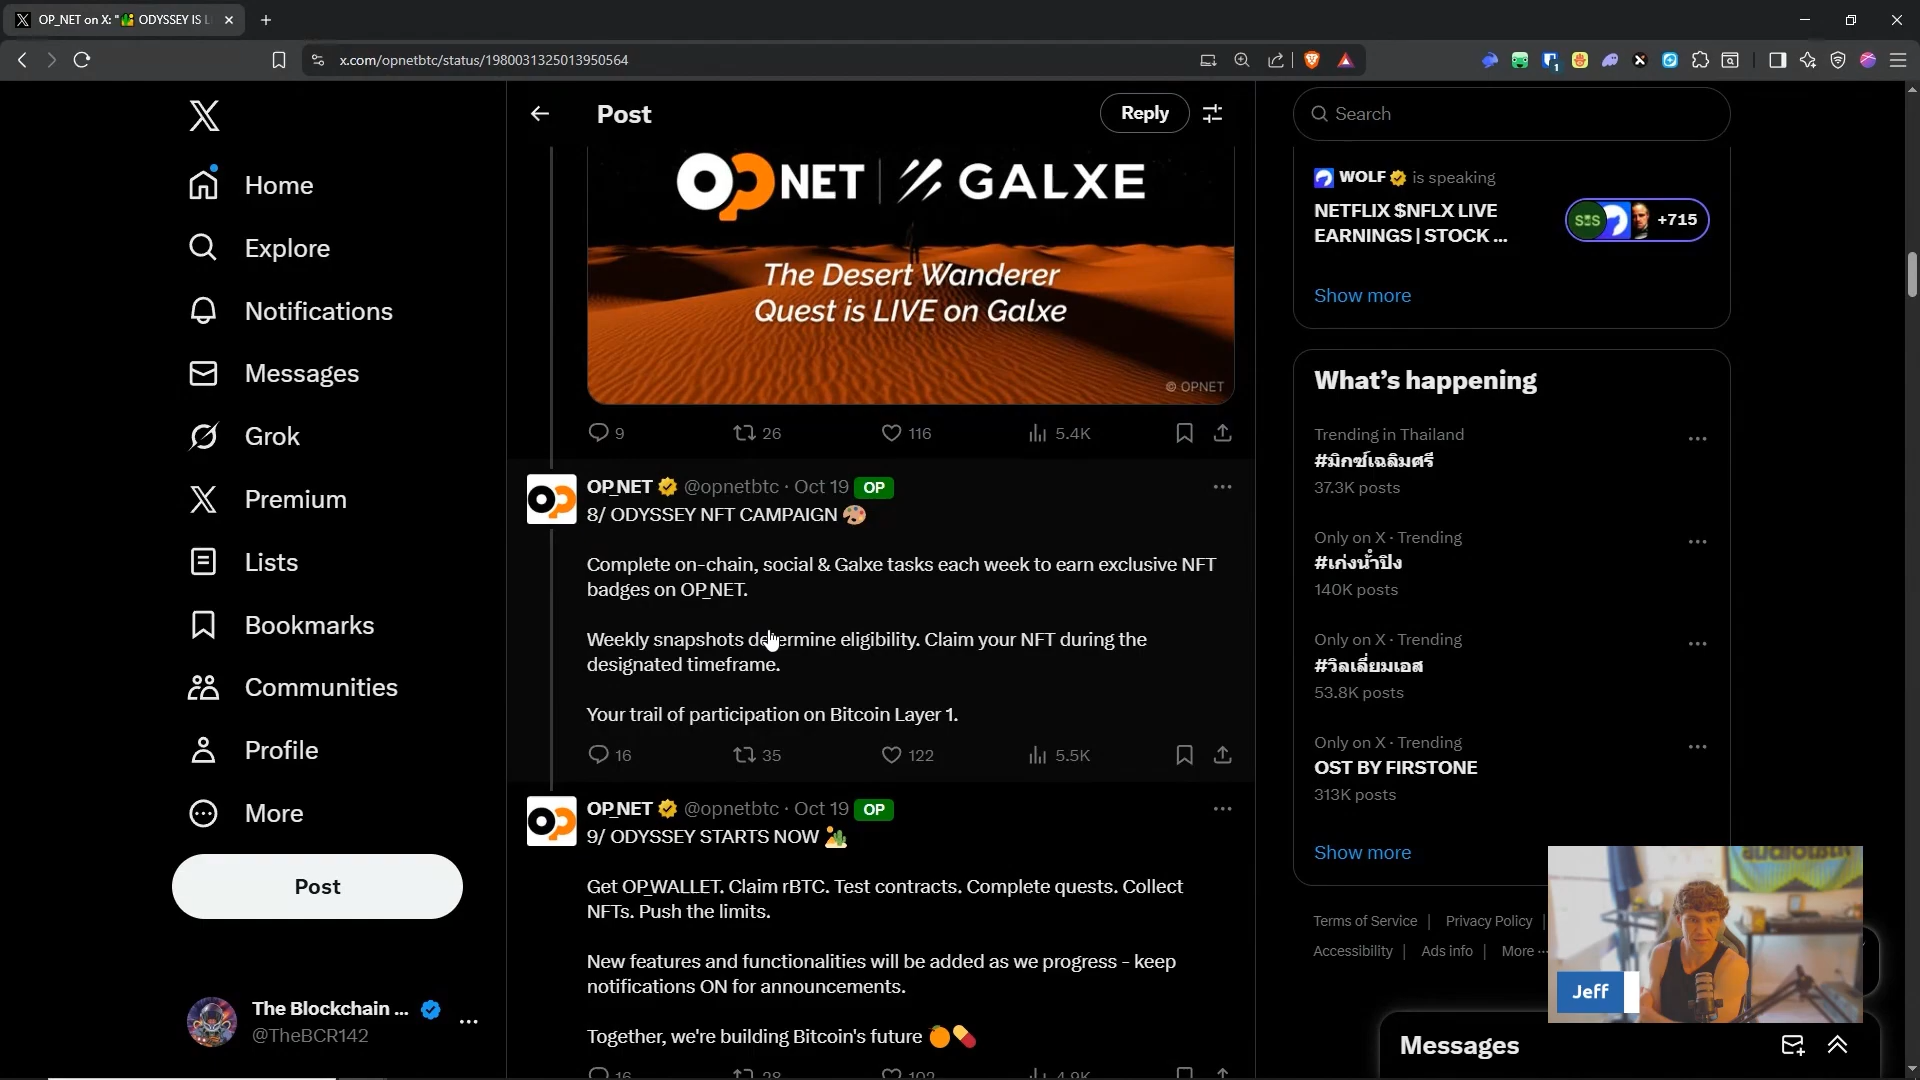 OP_NET on X: "🌵 ODYSSEY IS L
x.com/opnetbtc/status/1980031325013950564
Home
Explore
Notifications
Messages
Grok
Premium
Lists
Bookmarks
Communities
Profile
More
Post
The Blockchain ...
@TheBCR142
Post
Reply
OP NET | GALXE
The Desert Wanderer
Quest is LIVE on Galxe
© OPNET
9 26 116 5.4K
OP_NET @opnetbtc · Oct 19 OP
8/ ODYSSEY NFT CAMPAIGN 🎨
Complete on-chain, social & Galxe tasks each week to earn exclusive NFT
badges on OP_NET.
Weekly snapshots determine eligibility. Claim your NFT during the
designated timeframe.
Your trail of participation on Bitcoin Layer 1.
16 35 122 5.5K
OP_NET @opnetbtc · Oct 19 OP
9/ ODYSSEY STARTS NOW 🏜️
Get OP_WALLET. Claim rBTC. Test contracts. Complete quests. Collect
NFTs. Push the limits.
New features and functionalities will be added as we progress - keep
notifications ON for announcements.
Together, we're building Bitcoin's future 🍊💊
16 28 102 4.9K
Search
WOLF is speaking
NETFLIX $NFLX LIVE
EARNINGS | STOCK ...
+715
Show more
What's happening
Trending in Thailand
#มิกซ์เฉลิมศรี
37.3K posts
Only on X · Trending
#เก่งน้ำปิง
140K posts
Only on X · Trending
#วิลเลี่ยมเอส
53.8K posts
Only on X · Trending
OST BY FIRSTONE
313K posts
Show more
Terms of Service | Privacy Policy |
Accessibility | Ads info | More ...
Jeff
Messages